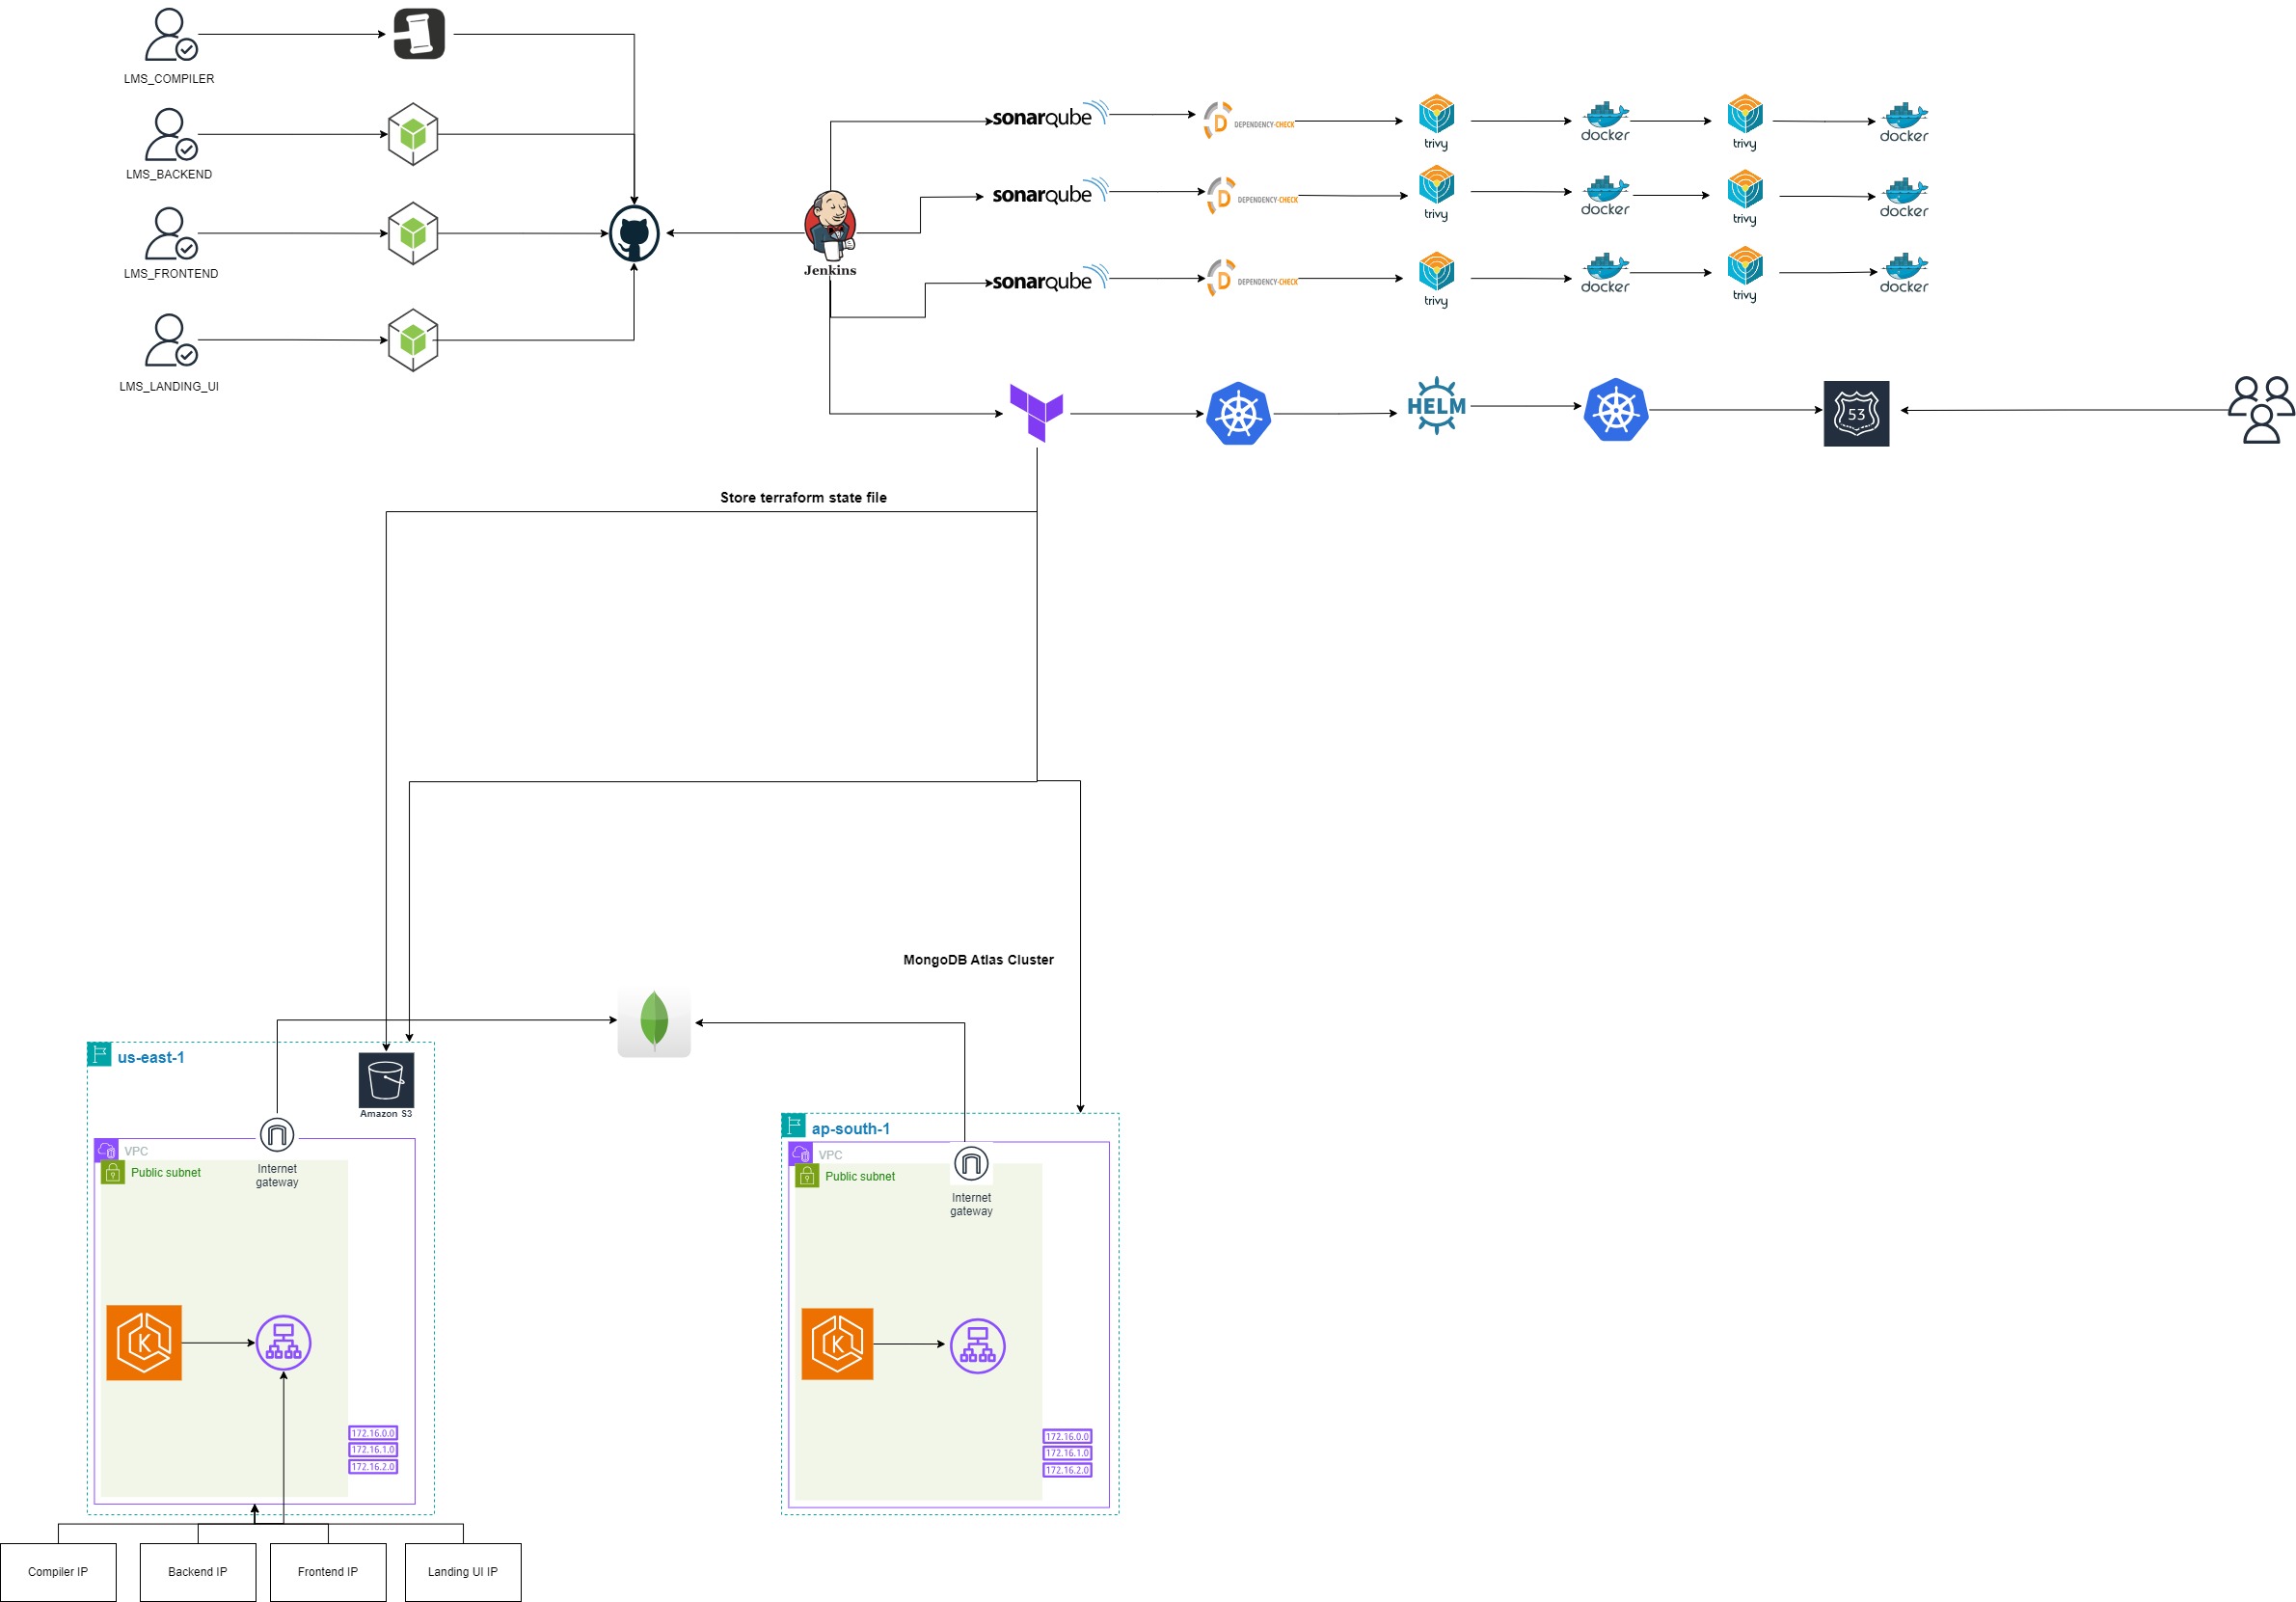 LMS_COMPILER
LMS_BACKEND
LMS_FRONTEND
LMS_LANDING_UI
Jenkins
sonarqube
DEPENDENCY-CHECK
trivy
docker
trivy
docker
sonarqube
DEPENDENCY-CHECK
trivy
docker
trivy
docker
sonarqube
DEPENDENCY-CHECK
trivy
docker
trivy
docker
HELM
53
Store terraform state file
MongoDB Atlas Cluster
us-east-1
Amazon S3
VPC
Public subnet
Internet
gateway
K
172.16.0.0
172.16.1.0
172.16.2.0
ap-south-1
VPC
Public subnet
Internet
gateway
K
172.16.0.0
172.16.1.0
172.16.2.0
Compiler IP
Backend IP
Frontend IP
Landing UI IP